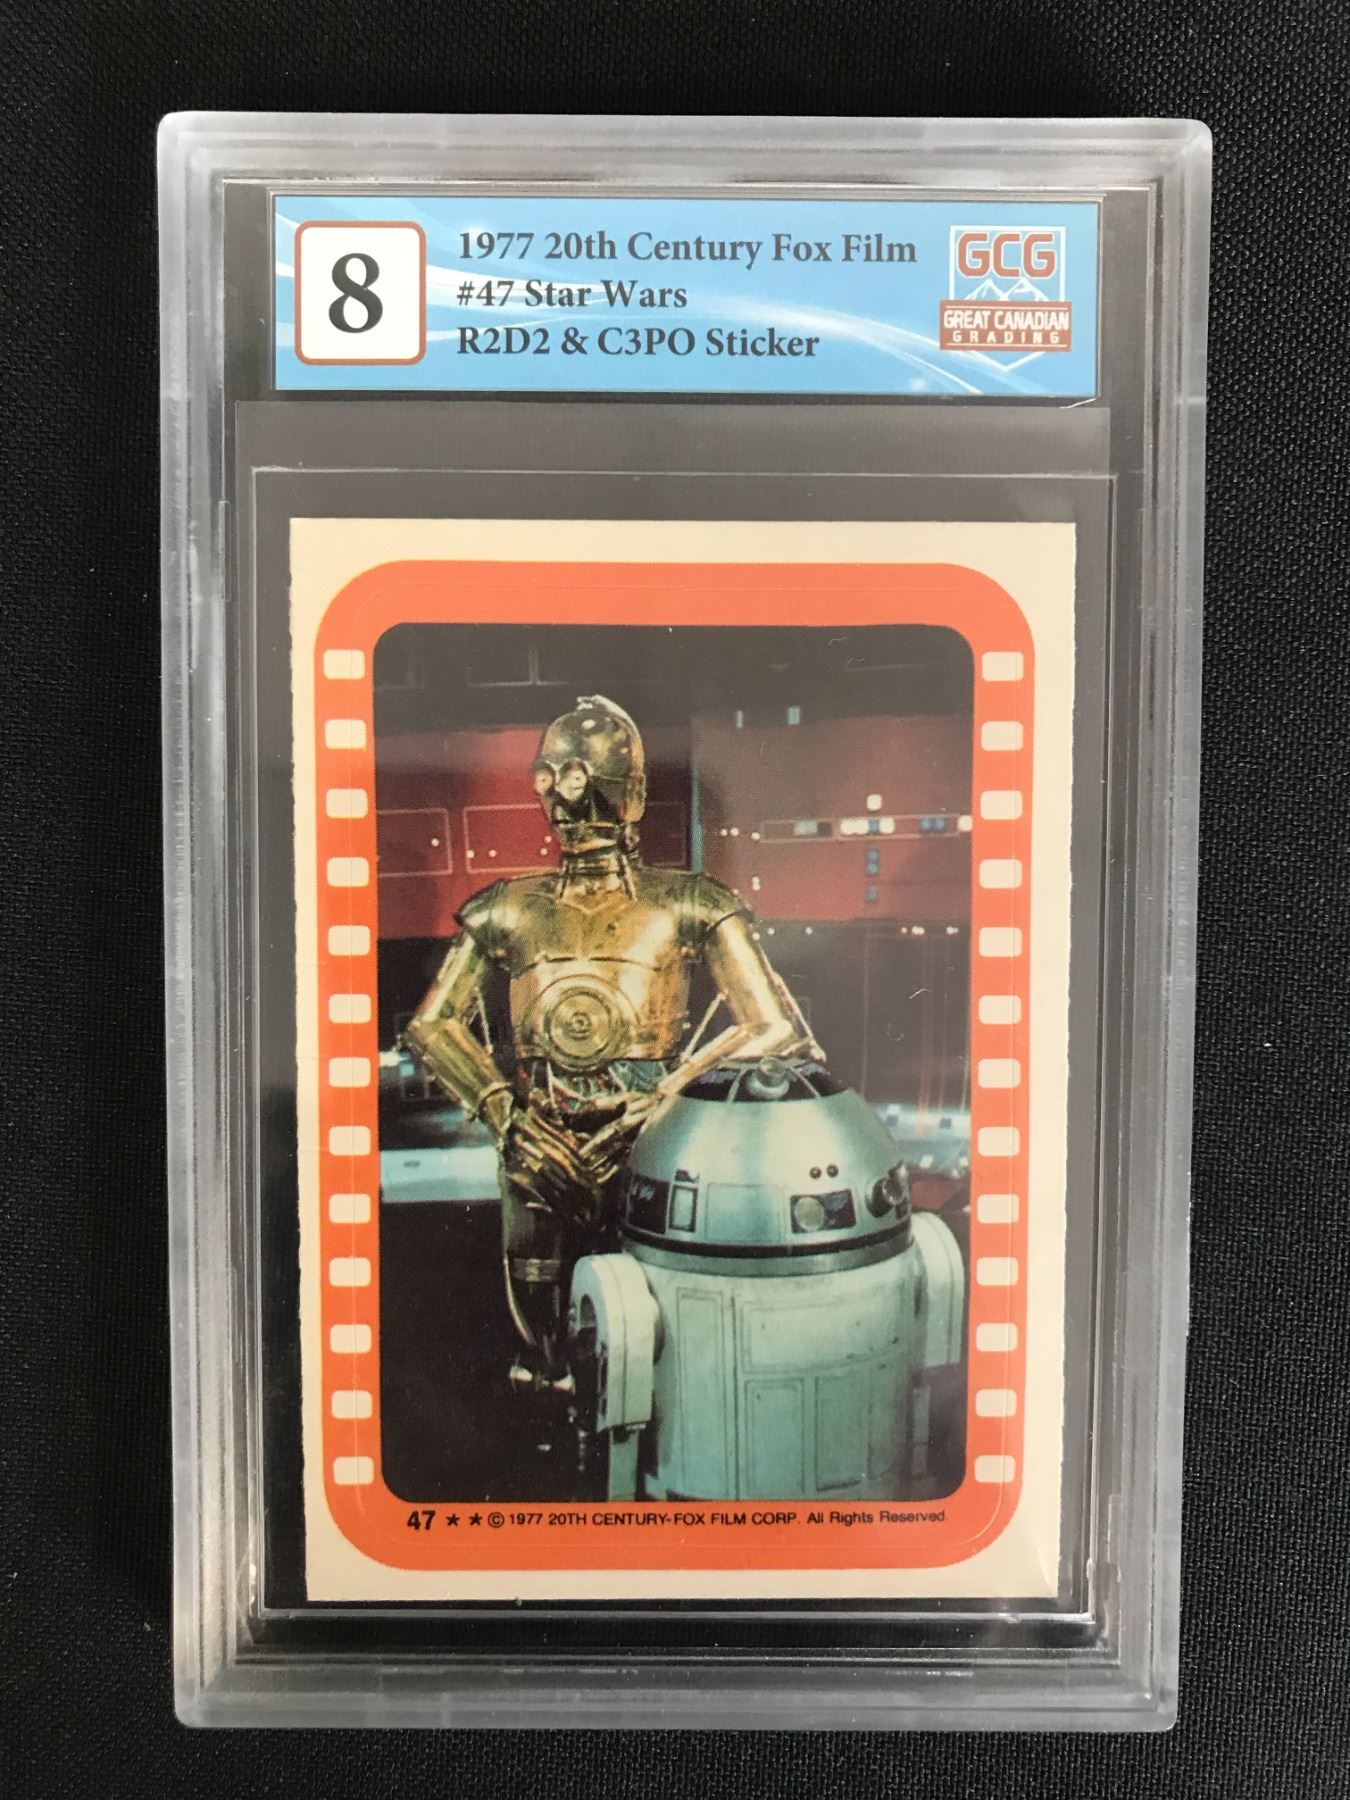 8
1977 20th Century Fox Film
#47 Star Wars
R2D2 & C3PO Sticker
GCG
GREAT CANADIAN
GRADING
47 ★ ★ © 1977 20TH CENTURY-FOX FILM CORP. All Rights Reserved.